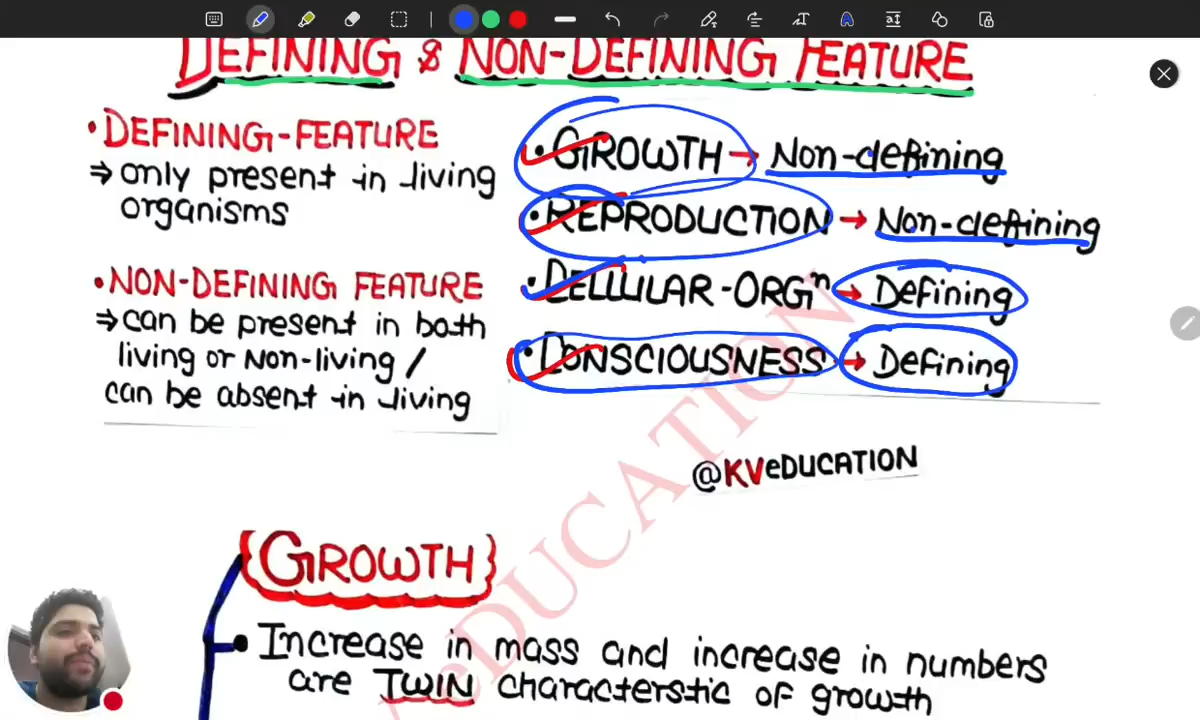 DEFINING & NON-DEFINING FEATURE
• DEFINING-FEATURE
⇒ only present in living
organisms
• NON-DEFINING FEATURE
⇒ can be present in both
living or Non-living /
can be absent in living
• GROWTH → Non-defining
• REPRODUCTION → Non-defining
• CELLULAR-ORGⁿ → Defining
• CONSCIOUSNESS → Defining
@KVeDUCATION
{GROWTH}
• Increase in mass and increase in numbers
are TWIN characterstic of growth
eDUCATION